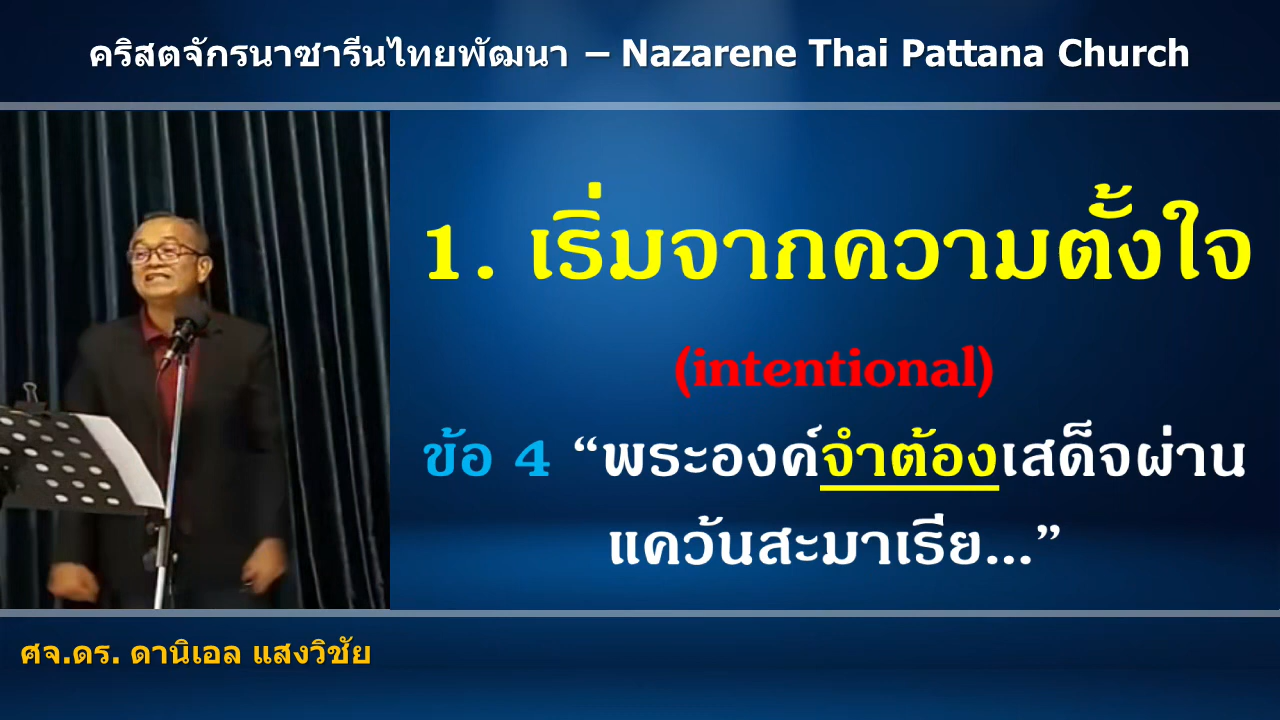 คริสตจักรนาซารีนไทยพัฒนา – Nazarene Thai Pattana Church
1. เริ่มจากความตั้งใจ
(intentional)
ข้อ 4 “พระองค์จำต้องเสด็จผ่าน
แคว้นสะมาเรีย...”
ศจ.ดร. ดานิเอล แสงวิชัย